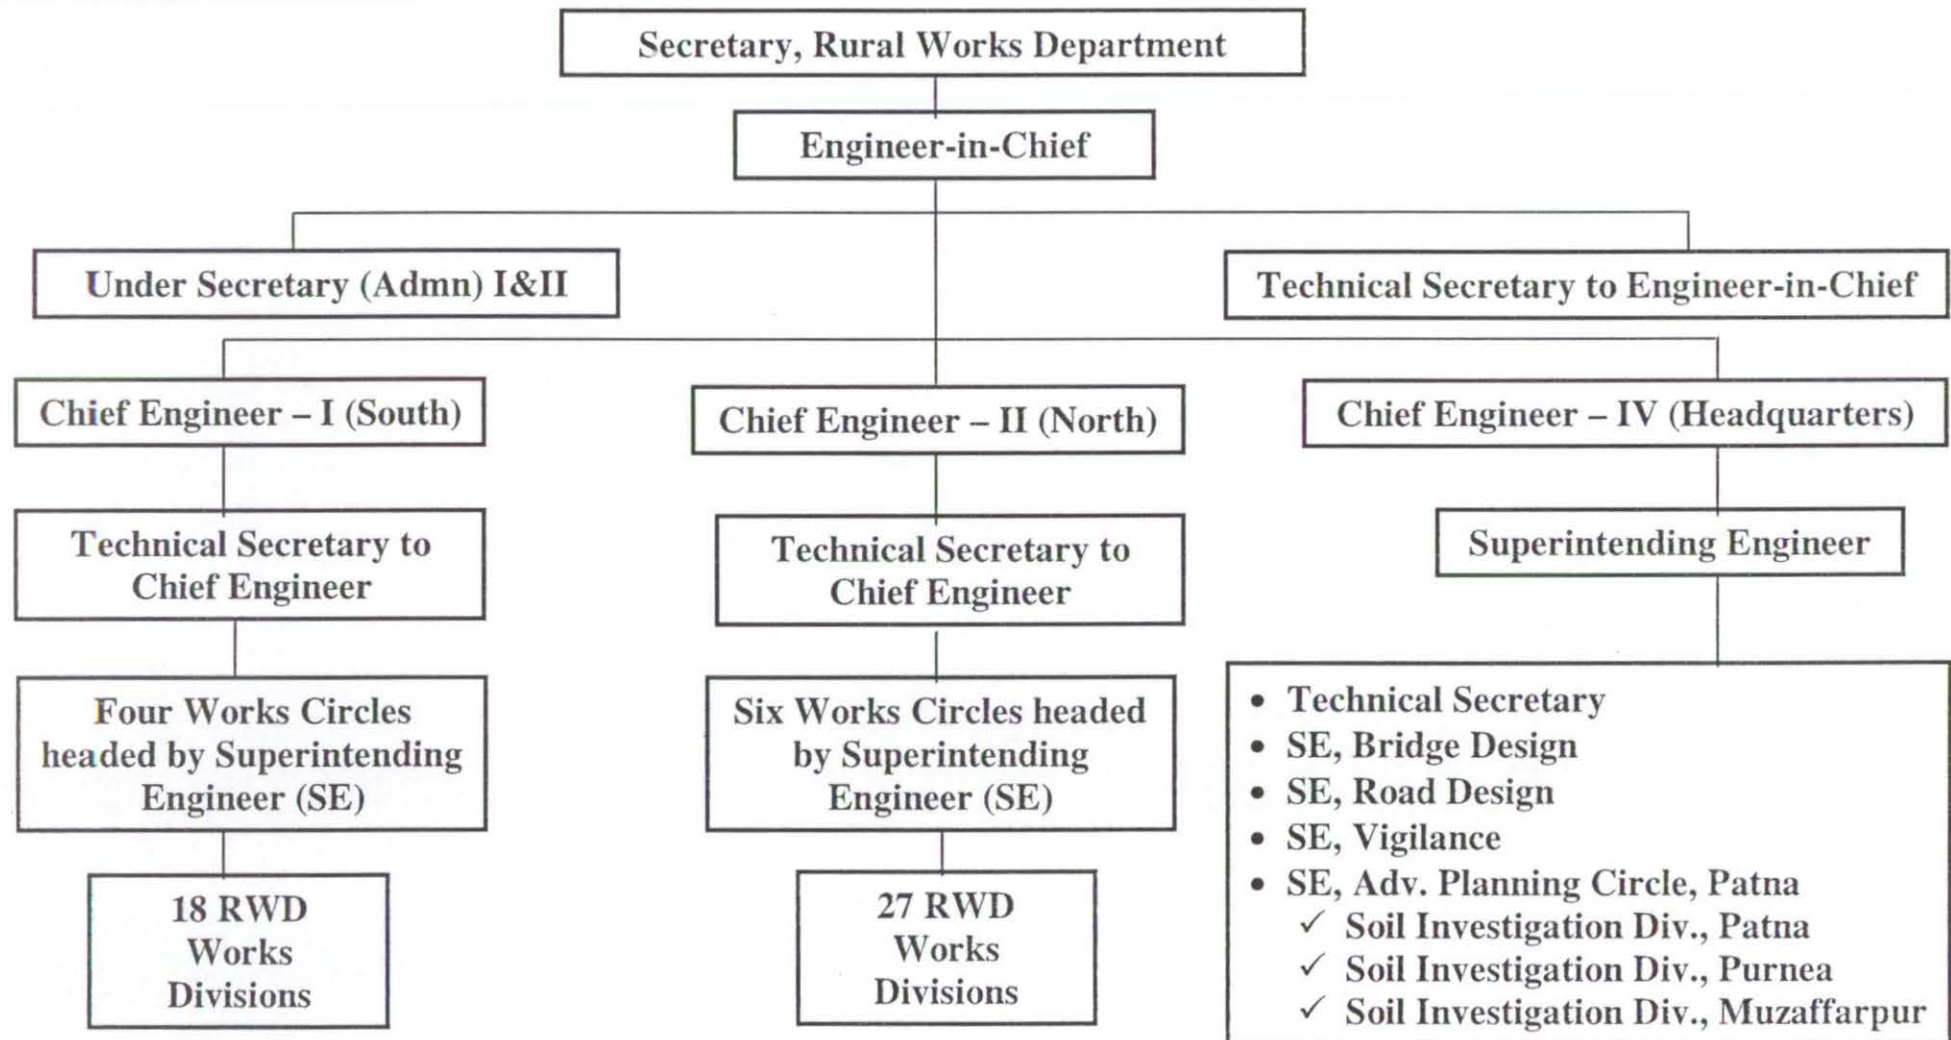 Secretary, Rural Works Department
Engineer-in-Chief
Under Secretary (Admn) I&II
Technical Secretary to Engineer-in-Chief
Chief Engineer – I (South)
Chief Engineer – II (North)
Chief Engineer – IV (Headquarters)
Technical Secretary to
Chief Engineer
Technical Secretary to
Chief Engineer
Superintending Engineer
Four Works Circles
headed by Superintending
Engineer (SE)
Six Works Circles headed
by Superintending
Engineer (SE)
• Technical Secretary
• SE, Bridge Design
• SE, Road Design
• SE, Vigilance
• SE, Adv. Planning Circle, Patna
✓ Soil Investigation Div., Patna
✓ Soil Investigation Div., Purnea
✓ Soil Investigation Div., Muzaffarpur
18 RWD
Works
Divisions
27 RWD
Works
Divisions